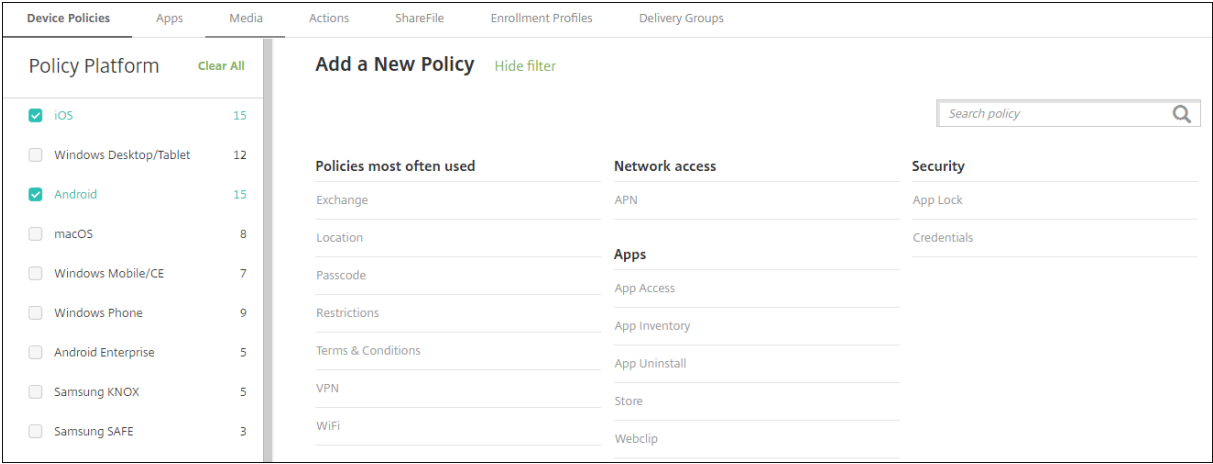 Device Policies Apps Media Actions ShareFile Enrollment Profiles Delivery Groups
Policy Platform Clear All
iOS 15
Windows Desktop/Tablet 12
Android 15
macOS 8
Windows Mobile/CE 7
Windows Phone 9
Android Enterprise 5
Samsung KNOX 5
Samsung SAFE 3
Add a New Policy Hide filter
Search policy
Policies most often used
Exchange
Location
Passcode
Restrictions
Terms & Conditions
VPN
WiFi
Network access
APN
Apps
App Access
App Inventory
App Uninstall
Store
Webclip
Security
App Lock
Credentials